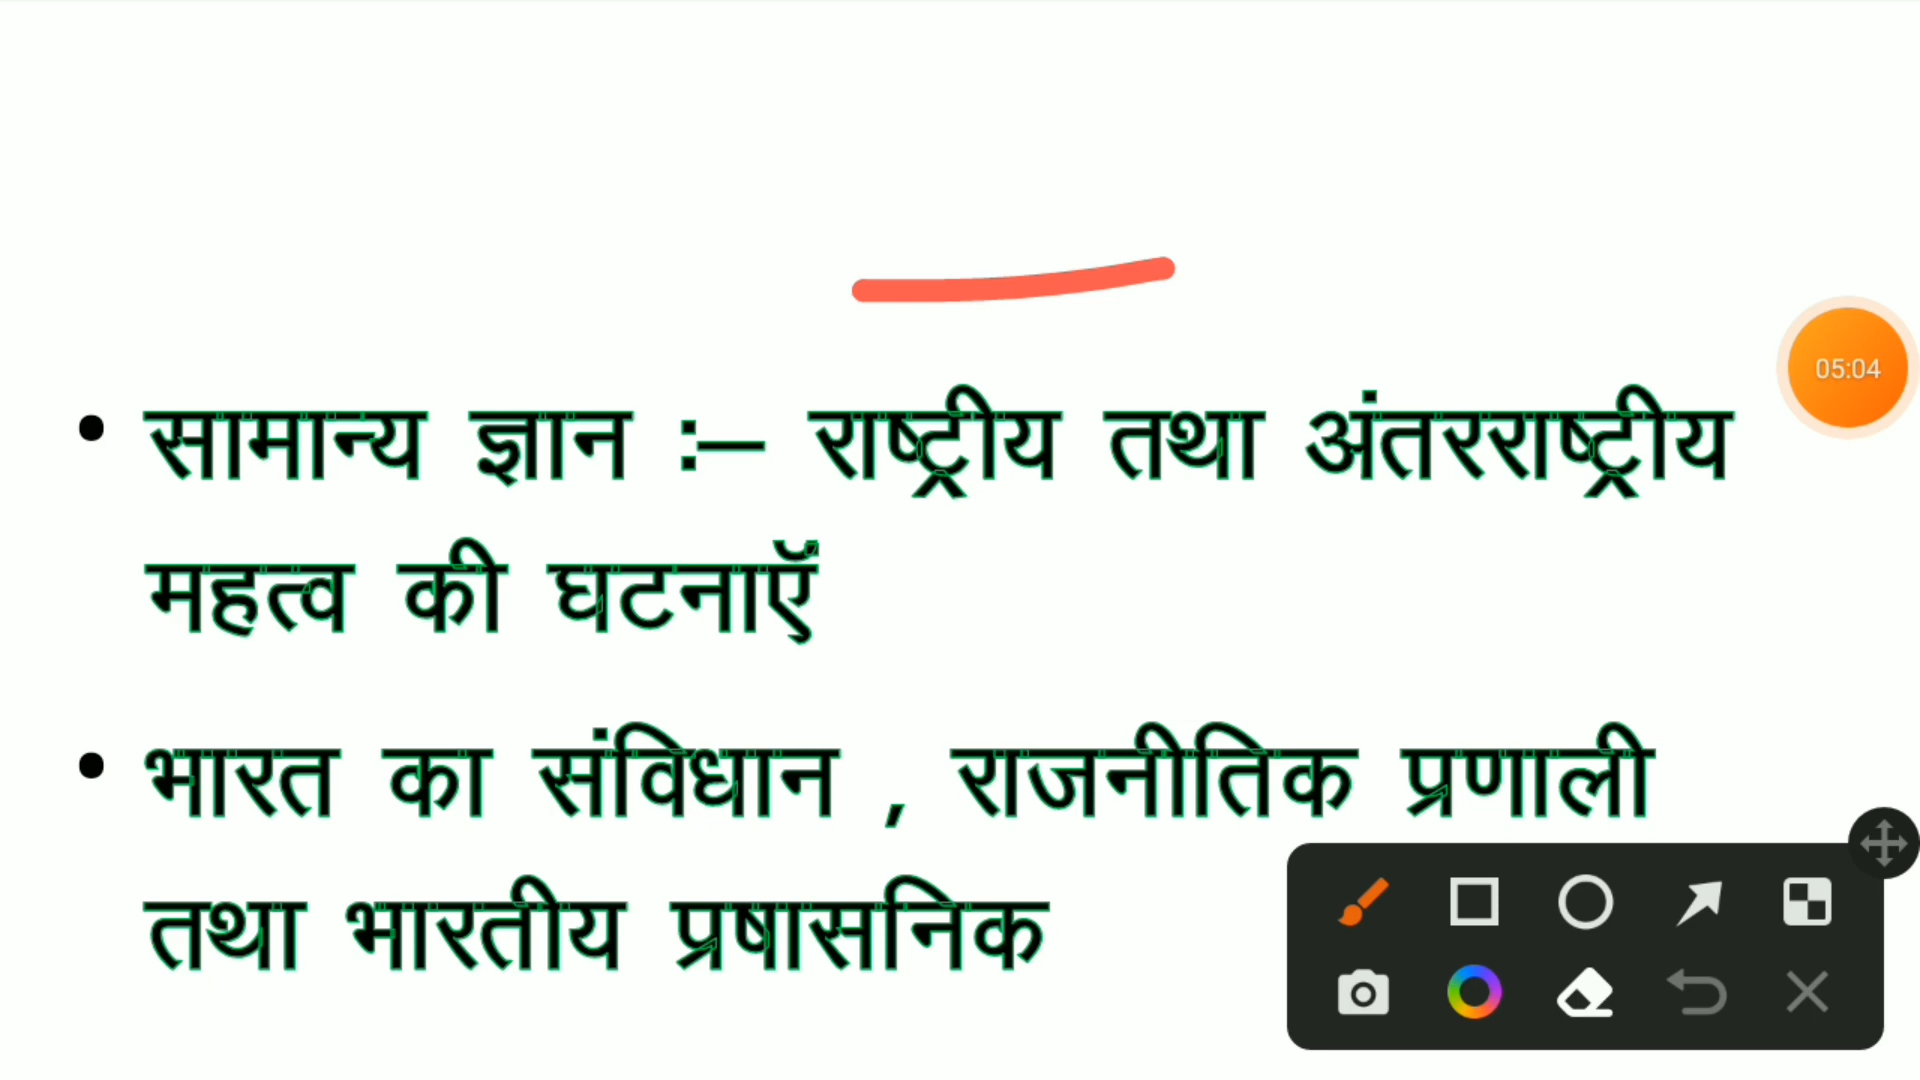 05:04
• सामान्य ज्ञान :– राष्ट्रीय तथा अंतरराष्ट्रीय
महत्व की घटनाऍं
• भारत का संविधान , राजनीतिक प्रणाली
तथा भारतीय प्रषासनिक